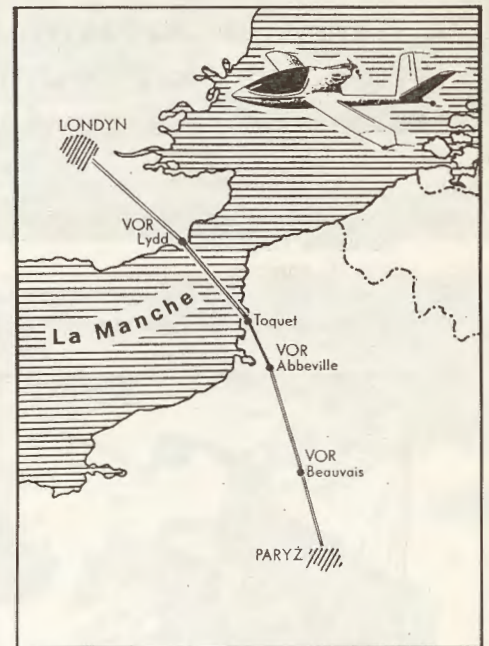 LONDYN
VOR
Lydd
La Manche
Toquet
VOR
Abbeville
VOR
Beauvais
PARYŻ